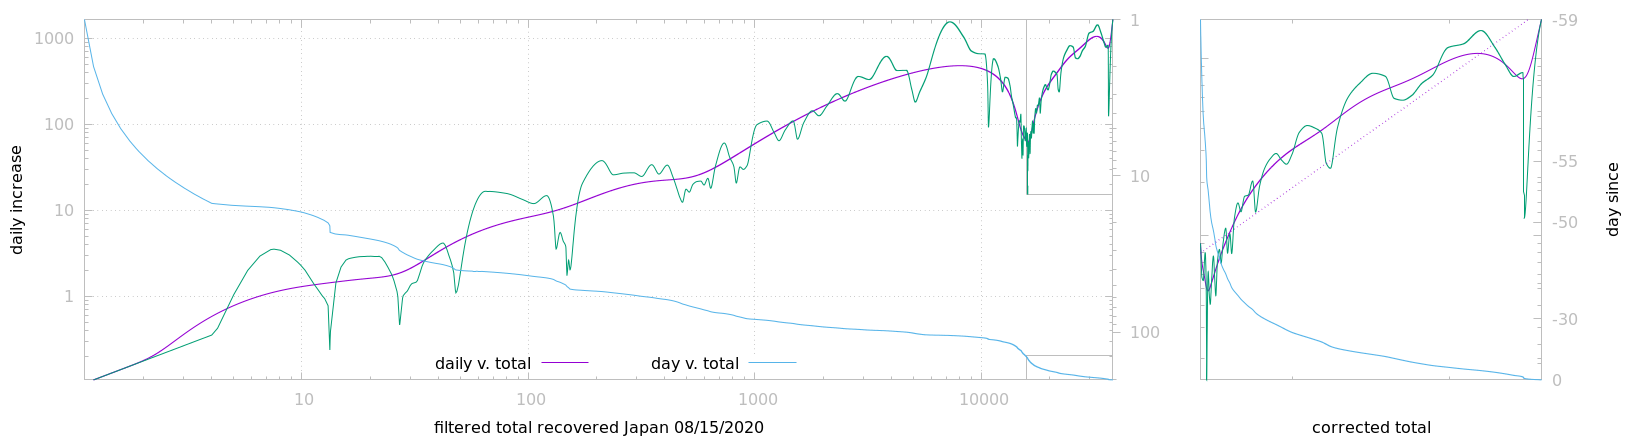 1000
100
10
1
daily increase
daily v. total
day v. total
10
100
1000
10000
filtered total recovered Japan 08/15/2020
1
10
100
-59
-55
-50
-30
0
day since
corrected total